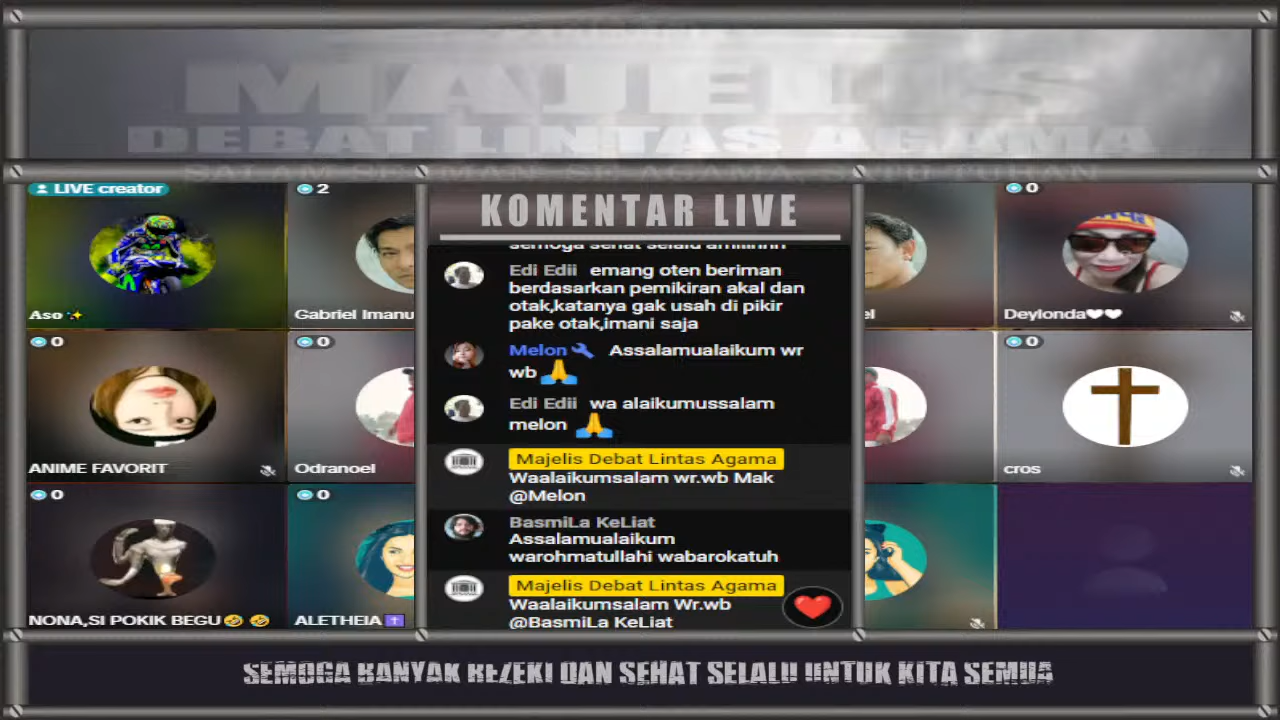 MAJELIS
DEBAT LINTAS AGAMA
LIVE creator
2
0
KOMENTAR LIVE
semoga sehat selalu
Edi Edii emang oten beriman
berdasarkan pemikiran akal dan
otak,katanya gak usah di pikir
pake otak,imani saja
Aso
Gabriel Imanu
el
Deylonda
0
0
0
Melon Assalamualaikum wr
wb
Edi Edii wa alaikumussalam
melon
Majelis Debat Lintas Agama
Waalaikumsalam wr.wb Mak
@Melon
ANIME FAVORIT
Odranoel
cros
0
0
BasmiLa KeLiat
Assalamualaikum
warohmatullahi wabarokatuh
Majelis Debat Lintas Agama
Waalaikumsalam Wr.wb
@BasmiLa KeLiat
NONA,SI POKIK BEGU🤣 🤣
ALETHEIA✝️
SEMOGA BANYAK REZEKI DAN SEHAT SELALU UNTUK KITA SEMUA